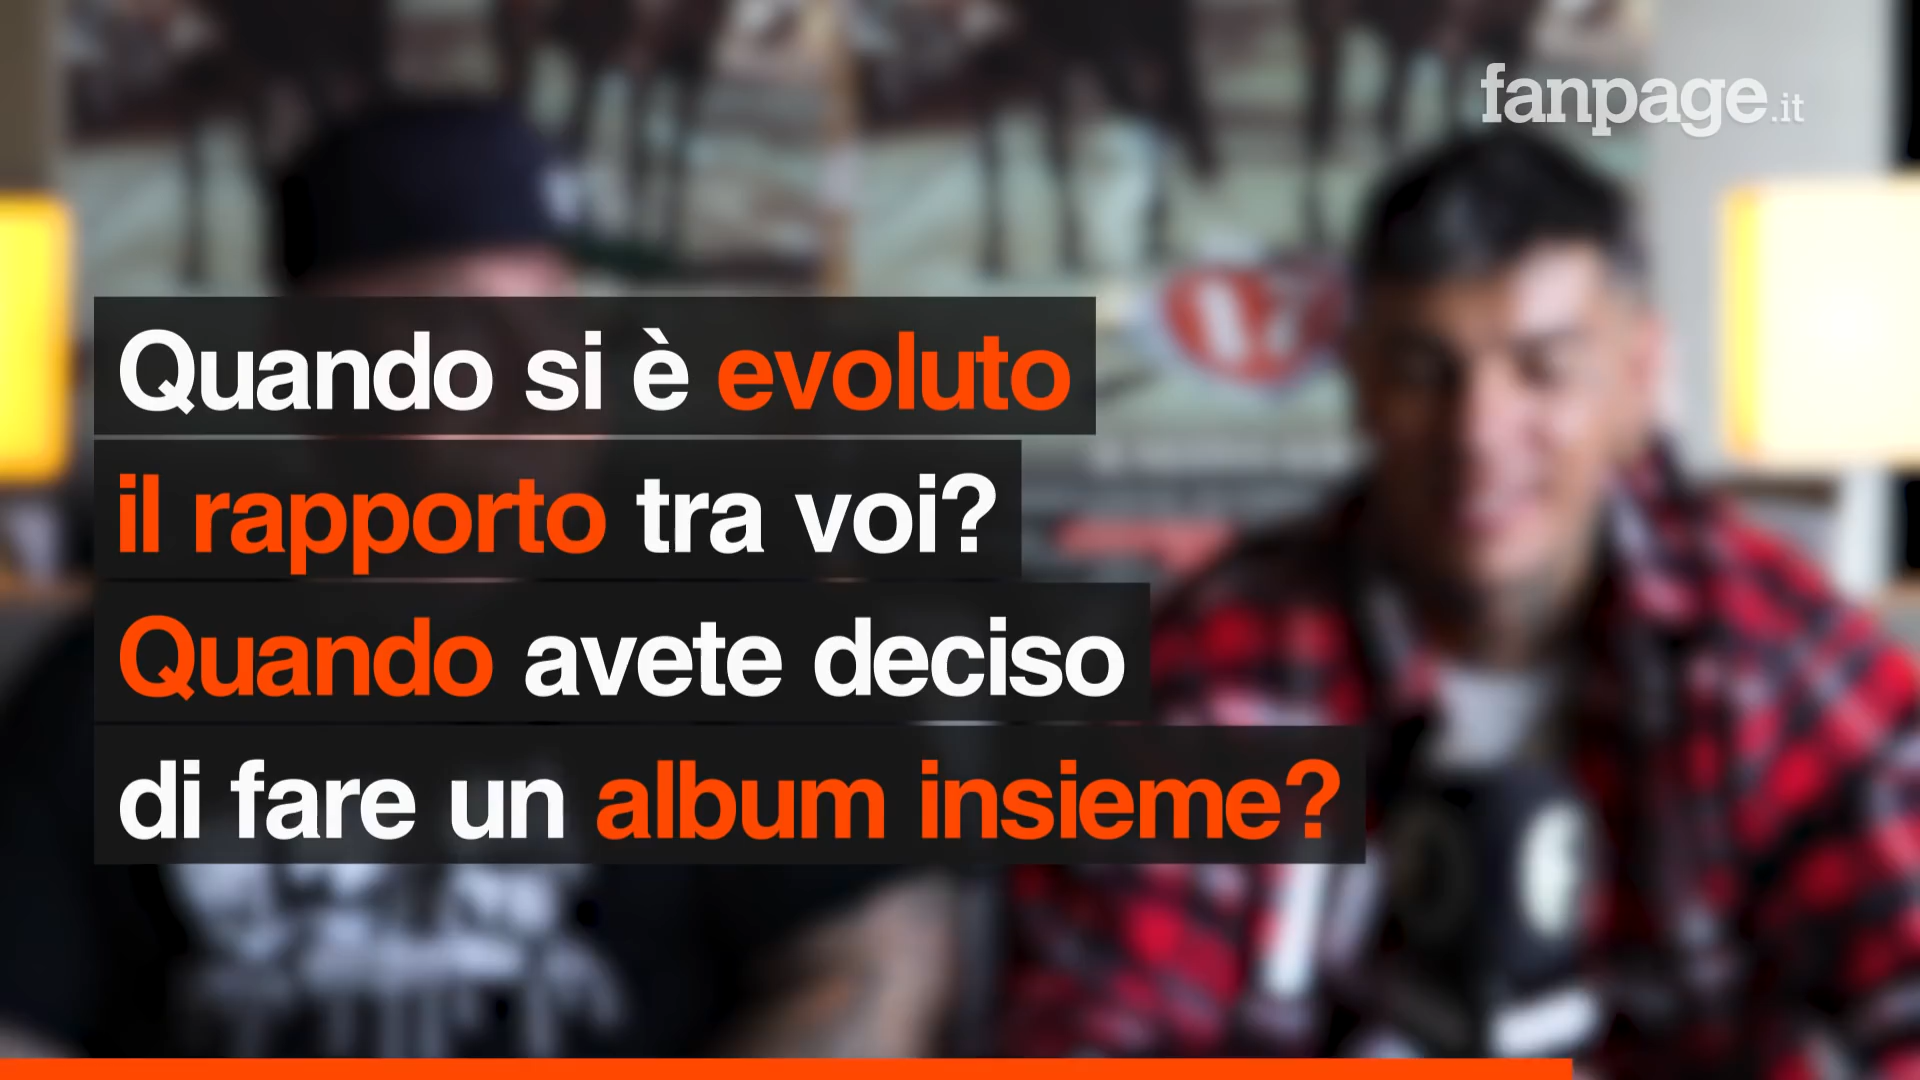 fanpage.it
Quando si è evoluto
il rapporto tra voi?
Quando avete deciso
di fare un album insieme?